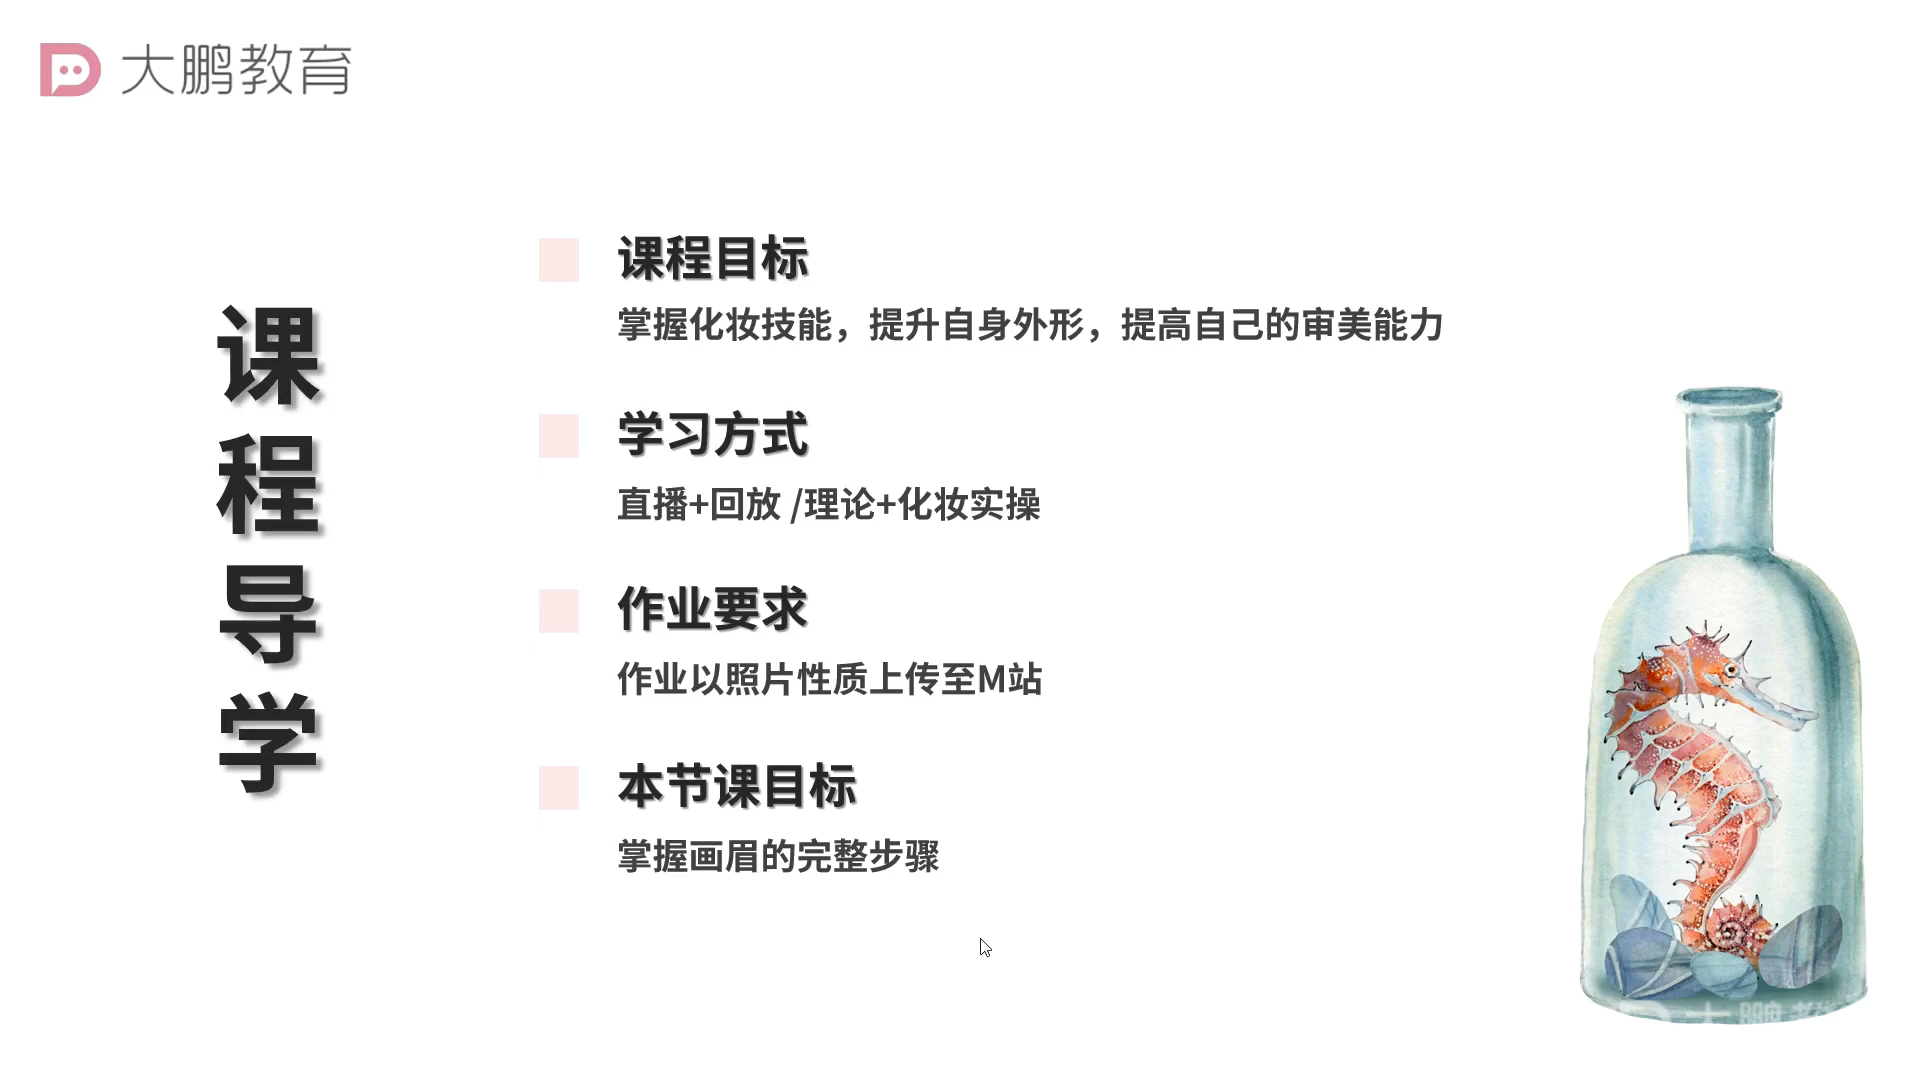 大鹏教育
课程导学
课程目标
掌握化妆技能，提升自身外形，提高自己的审美能力
学习方式
直播+回放 /理论+化妆实操
作业要求
作业以照片性质上传至M站
本节课目标
掌握画眉的完整步骤
大鹏教